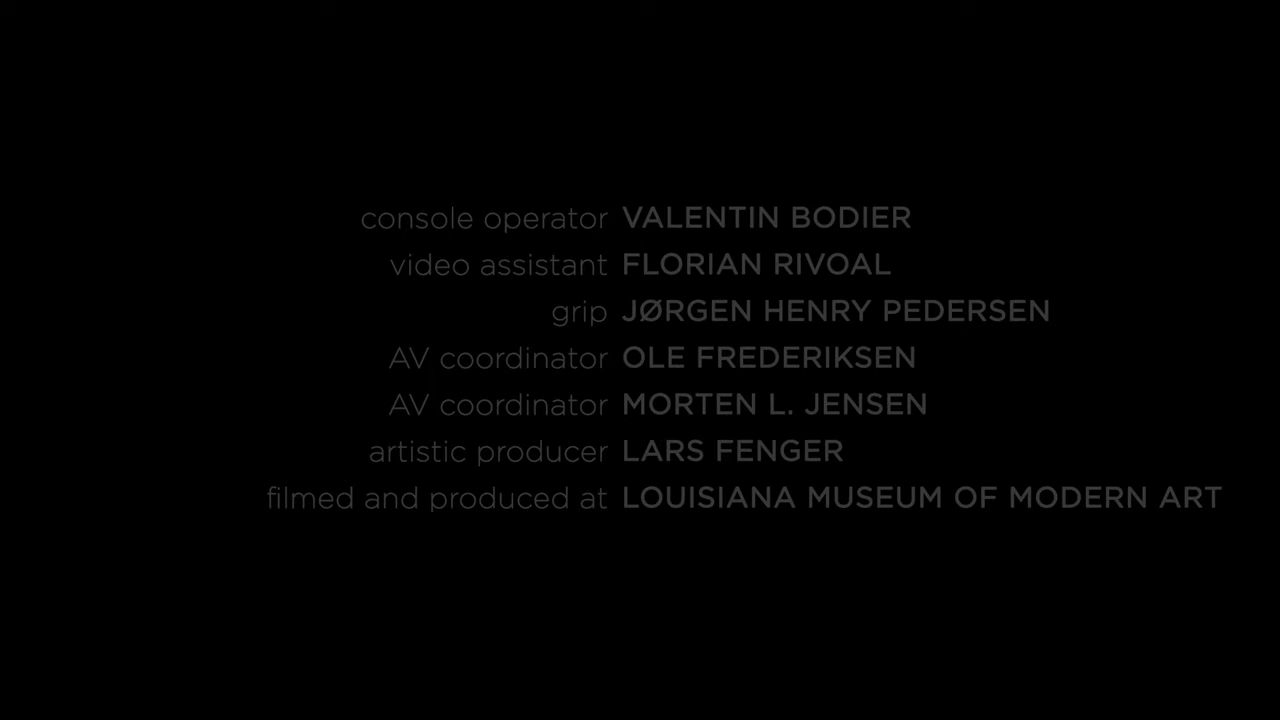 console operator VALENTIN BODIER
video assistant FLORIAN RIVOAL
grip JØRGEN HENRY PEDERSEN
AV coordinator OLE FREDERIKSEN
AV coordinator MORTEN L. JENSEN
artistic producer LARS FENGER
filmed and produced at LOUISIANA MUSEUM OF MODERN ART